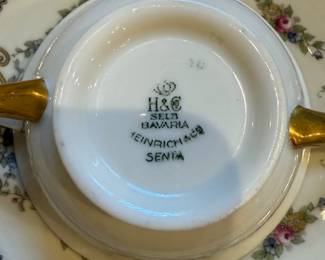 H&C
SELB
BAVARIA
HEINRICH & Co
SENTA